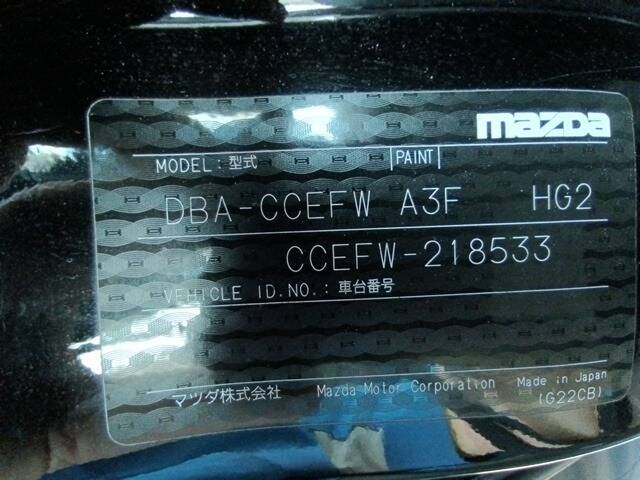 mazda
MODEL:型式 PAINT
DBA-CCEFW A3F HG2
CCEFW-218533
VEHICLE ID.NO.:車台番号
マツダ株式会社 Mazda Motor Corporation Made in Japan
(G22CB)